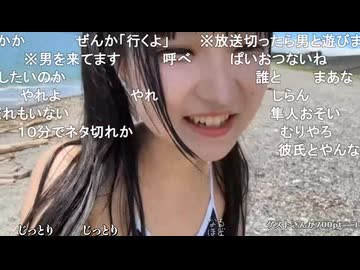 かか ぜんか「行くよ」 ※放送切ったら男と遊びま
※男を来てます 呼べ ぱいおつないね
したいのか 誰と まあな
やれよ やれ しらん
だれもいない 隼人おそい
10分でネタ切れか むりやろ
彼氏とやんな
じっとり じっとり